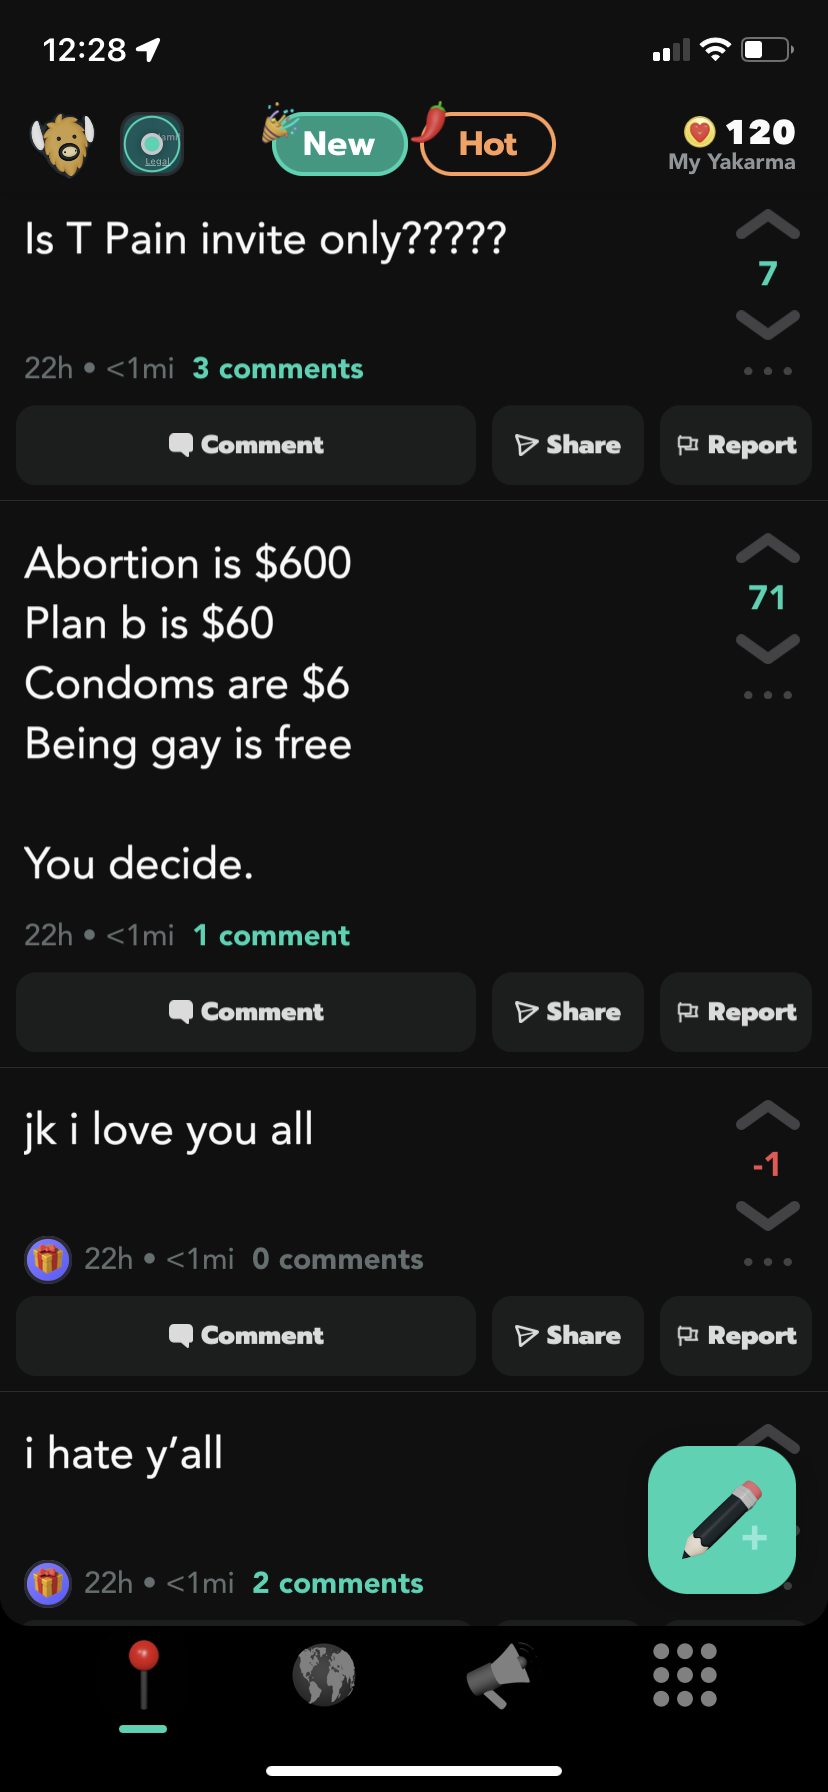 12:28
New
Hot
120
My Yakarma
Legal
Is T Pain invite only?????
7
22h • <1mi 3 comments
Comment
Share
Report
Abortion is $600
71
Plan b is $60
Condoms are $6
Being gay is free
You decide.
22h • <1mi 1 comment
Comment
Share
Report
jk i love you all
-1
22h • <1mi 0 comments
Comment
Share
Report
i hate y’all
22h • <1mi 2 comments